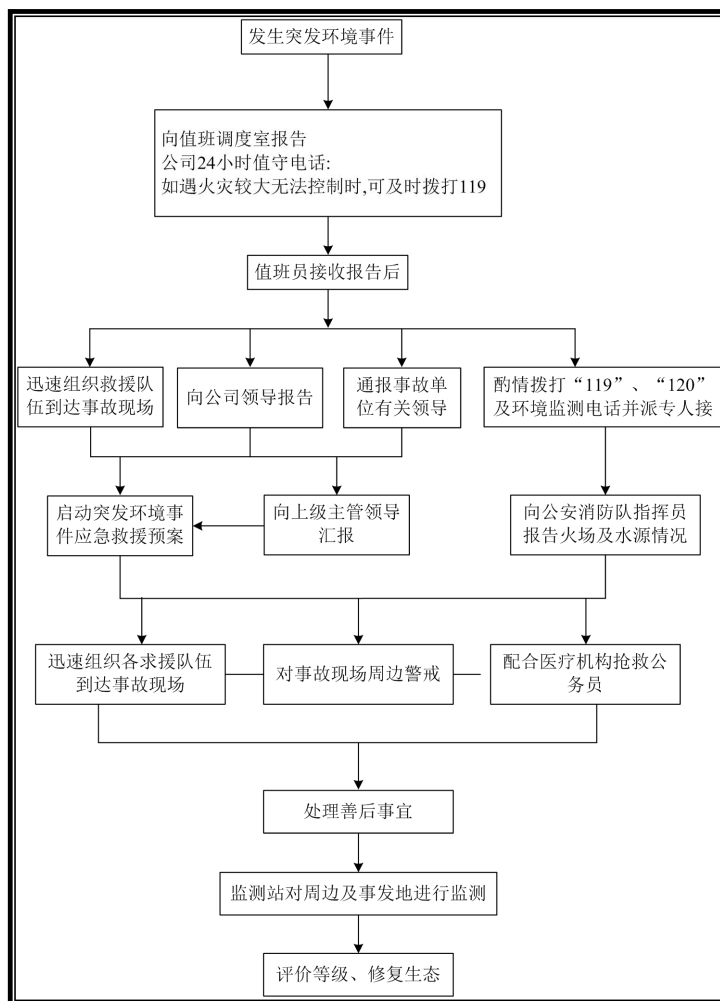 发生突发环境事件
向值班调度室报告
公司24小时值守电话:
如遇火灾较大无法控制时,可及时拨打119
值班员接收报告后
迅速组织救援队
伍到达事故现场
向公司领导报告
通报事故单
位有关领导
酌情拨打“119”、“120”
及环境监测电话并派专人接
启动突发环境事
件应急救援预案
向上级主管领导
汇报
向公安消防队指挥员
报告火场及水源情况
迅速组织各求援队伍
到达事故现场
对事故现场周边警戒
配合医疗机构抢救公
务员
处理善后事宜
监测站对周边及事发地进行监测
评价等级、修复生态